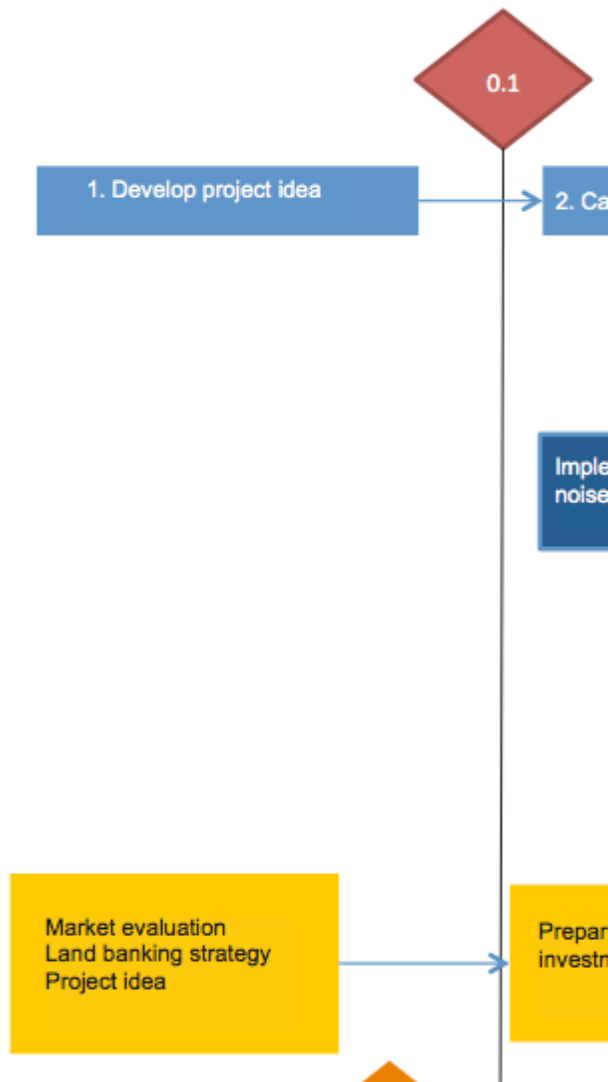 0.1
1. Develop project idea
2. Ca
Imple
noise
Market evaluation
Land banking strategy
Project idea
Prepar
investm